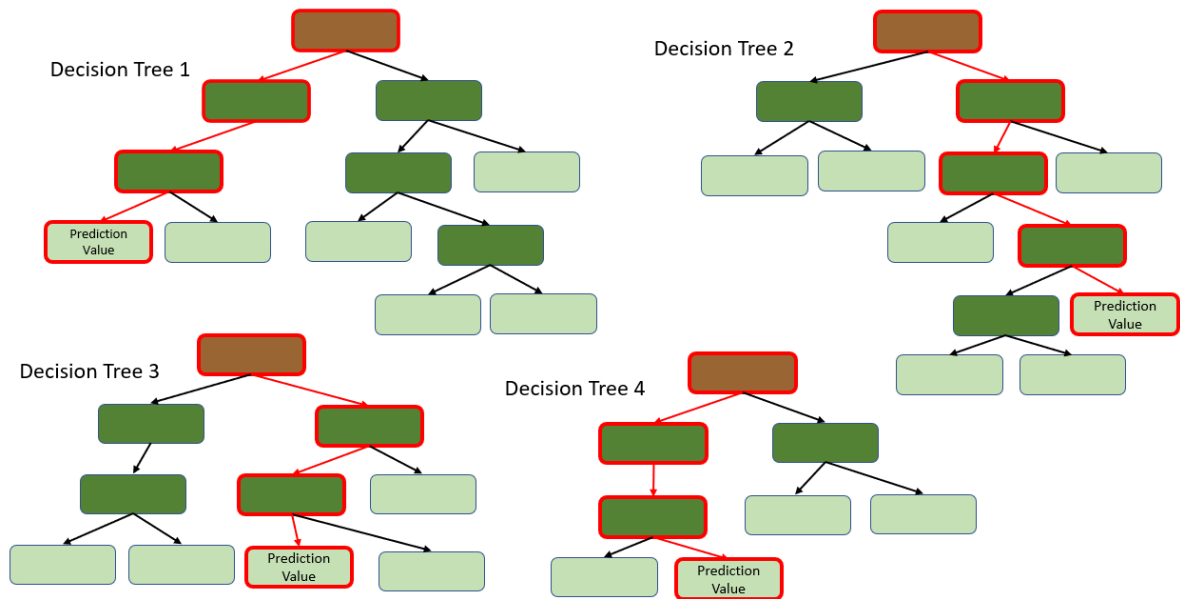 Decision Tree 1
Decision Tree 2
Prediction
Value
Prediction
Value
Decision Tree 3
Decision Tree 4
Prediction
Value
Prediction
Value